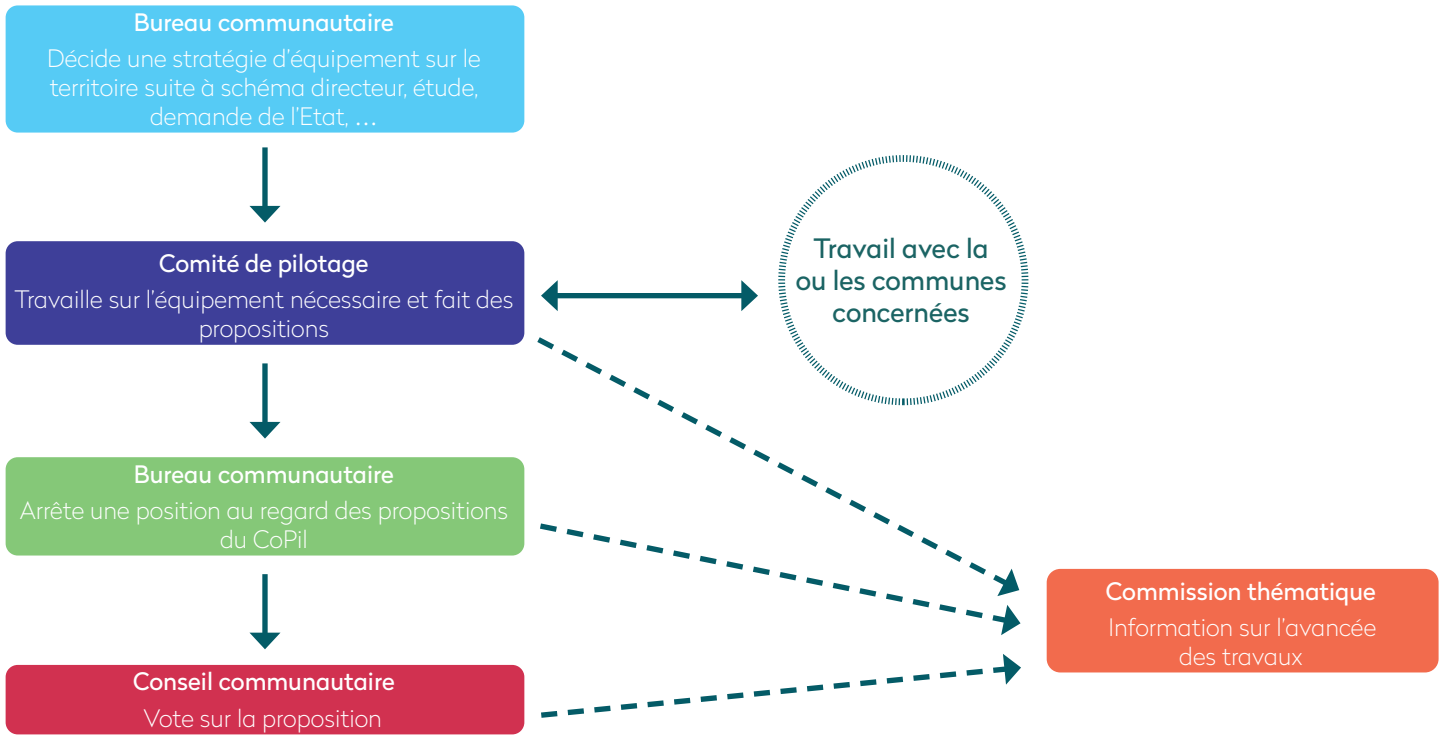 Bureau communautaire
Décide une stratégie d'équipement sur le
territoire suite à schéma directeur, étude,
demande de l'Etat, ...
Comité de pilotage
Travaille sur l'équipement nécessaire et fait des
propositions
Travail avec la
ou les communes
concernées
Bureau communautaire
Arrête une position au regard des propositions
du CoPil
Commission thématique
Information sur l'avancée
des travaux
Conseil communautaire
Vote sur la proposition